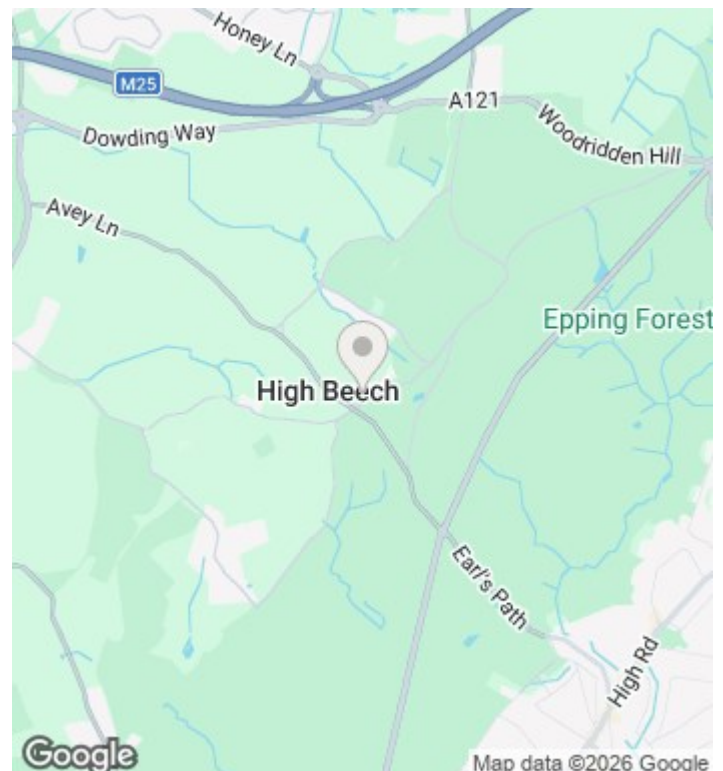 Honey Ln
M25
A121
Dowding Way
Woodridden Hill
Avey Ln
Epping Forest
High Beech
Earl's Path
High Rd
Google
Map data ©2026 Google